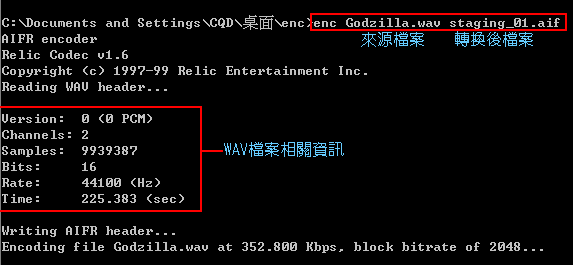 C:\Documents and Settings\CQD\桌面\enc>enc Godzilla.wav staging_01.aif
AIFR encoder 來源檔案 轉換後檔案
Relic Codec v1.6
Copyright (c) 1997-99 Relic Entertainment Inc.
Reading WAV header...
Version: 0 (0 PCM)
Channels: 2
Samples: 9939387
WAV檔案相關資訊
Bits: 16
Rate: 44100 (Hz)
Time: 225.383 (sec)
Writing AIFR header...
Encoding file Godzilla.wav at 352.800 Kbps, block bitrate of 2048...